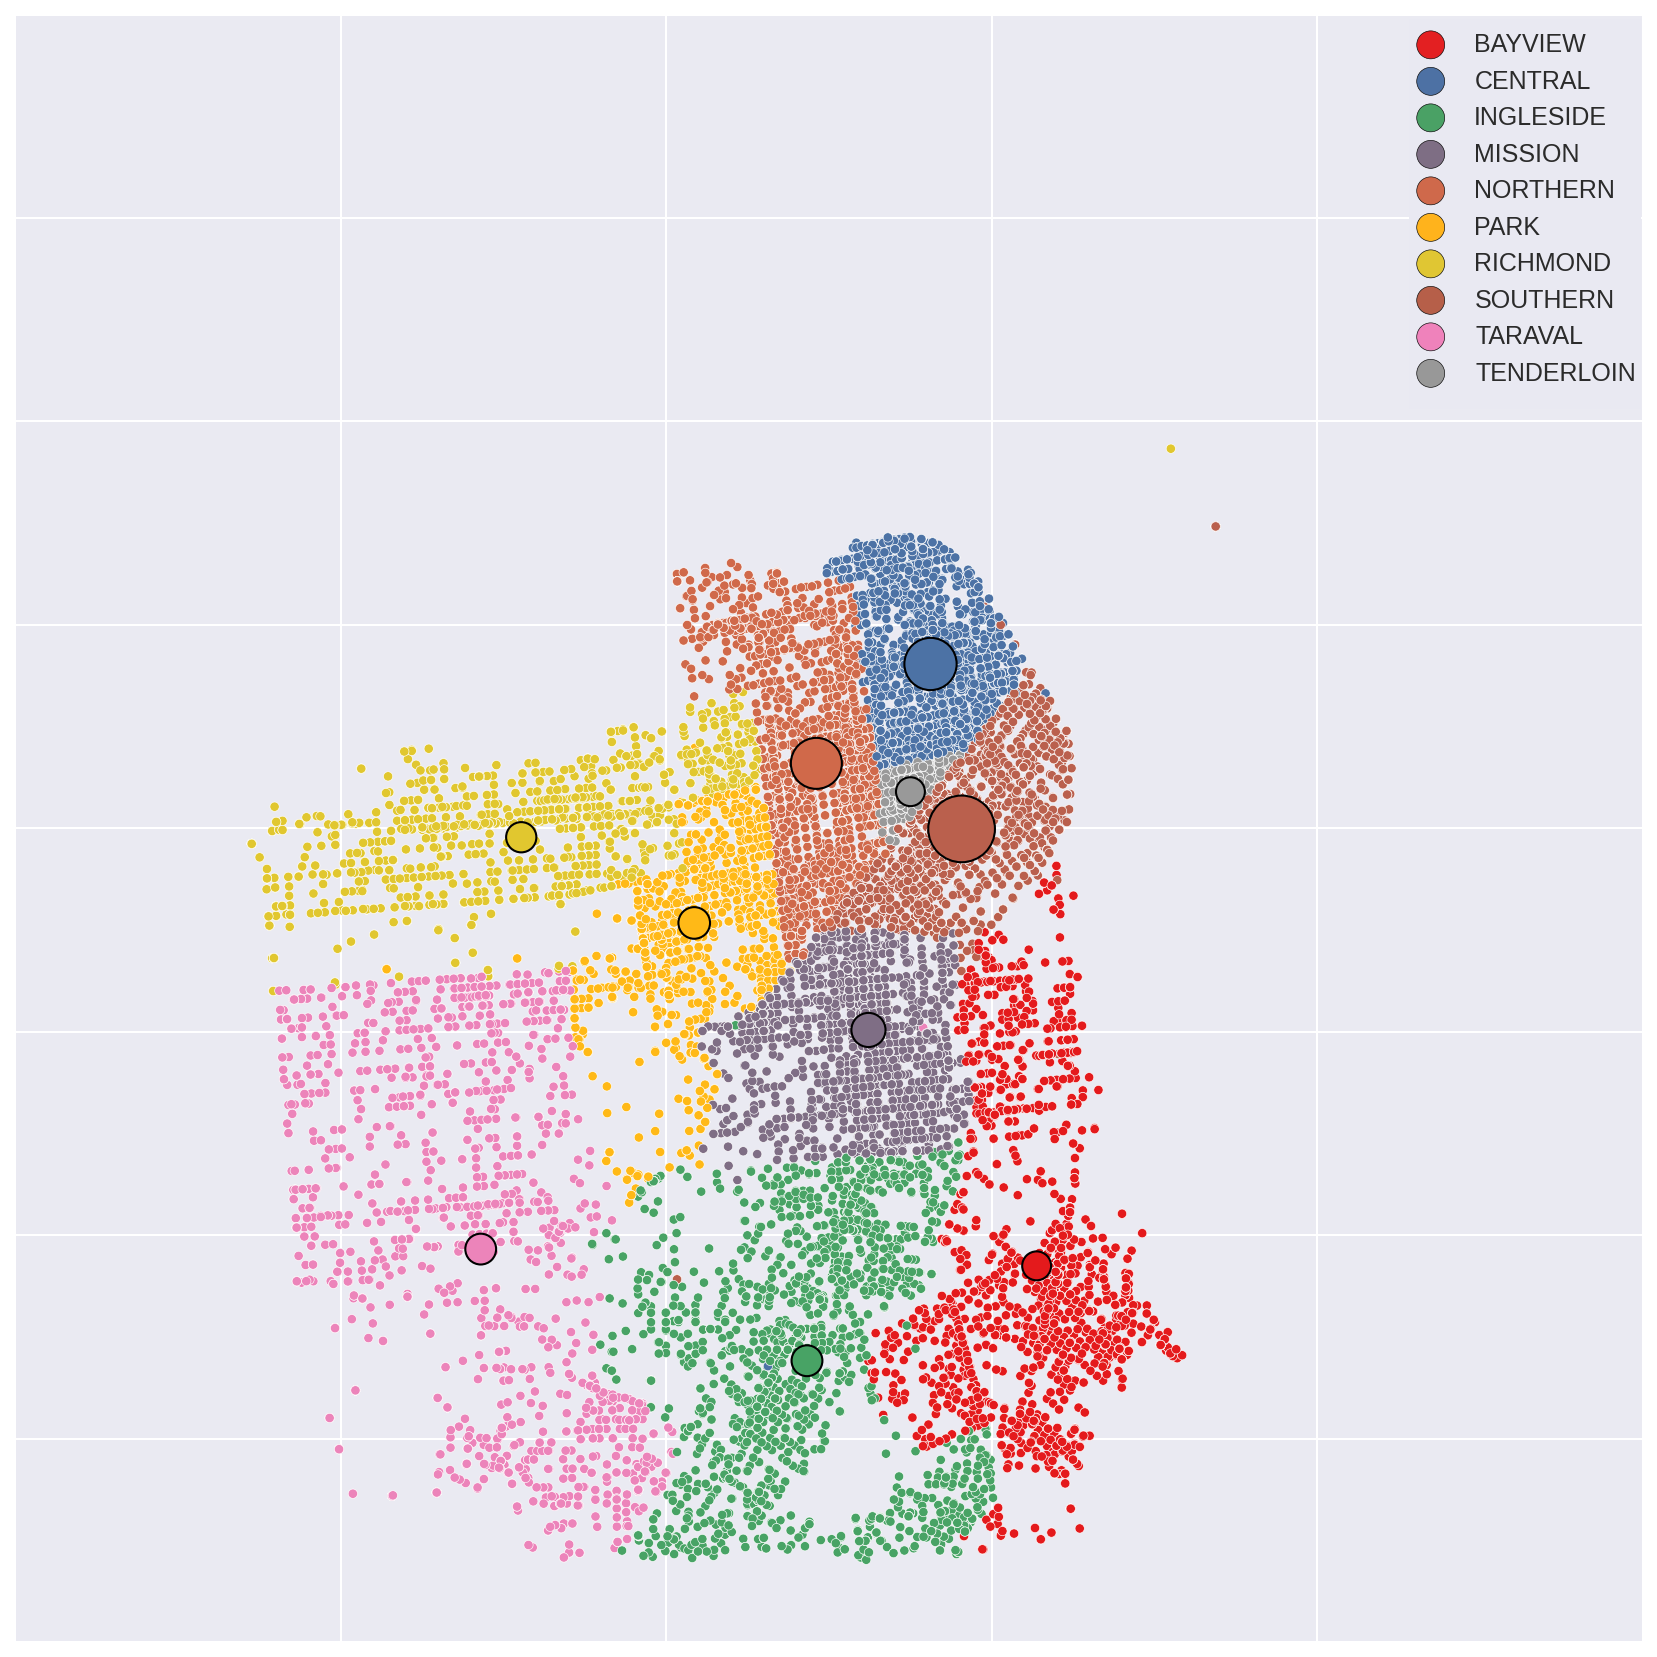 BAYVIEW
CENTRAL
INGLESIDE
MISSION
NORTHERN
PARK
RICHMOND
SOUTHERN
TARAVAL
TENDERLOIN